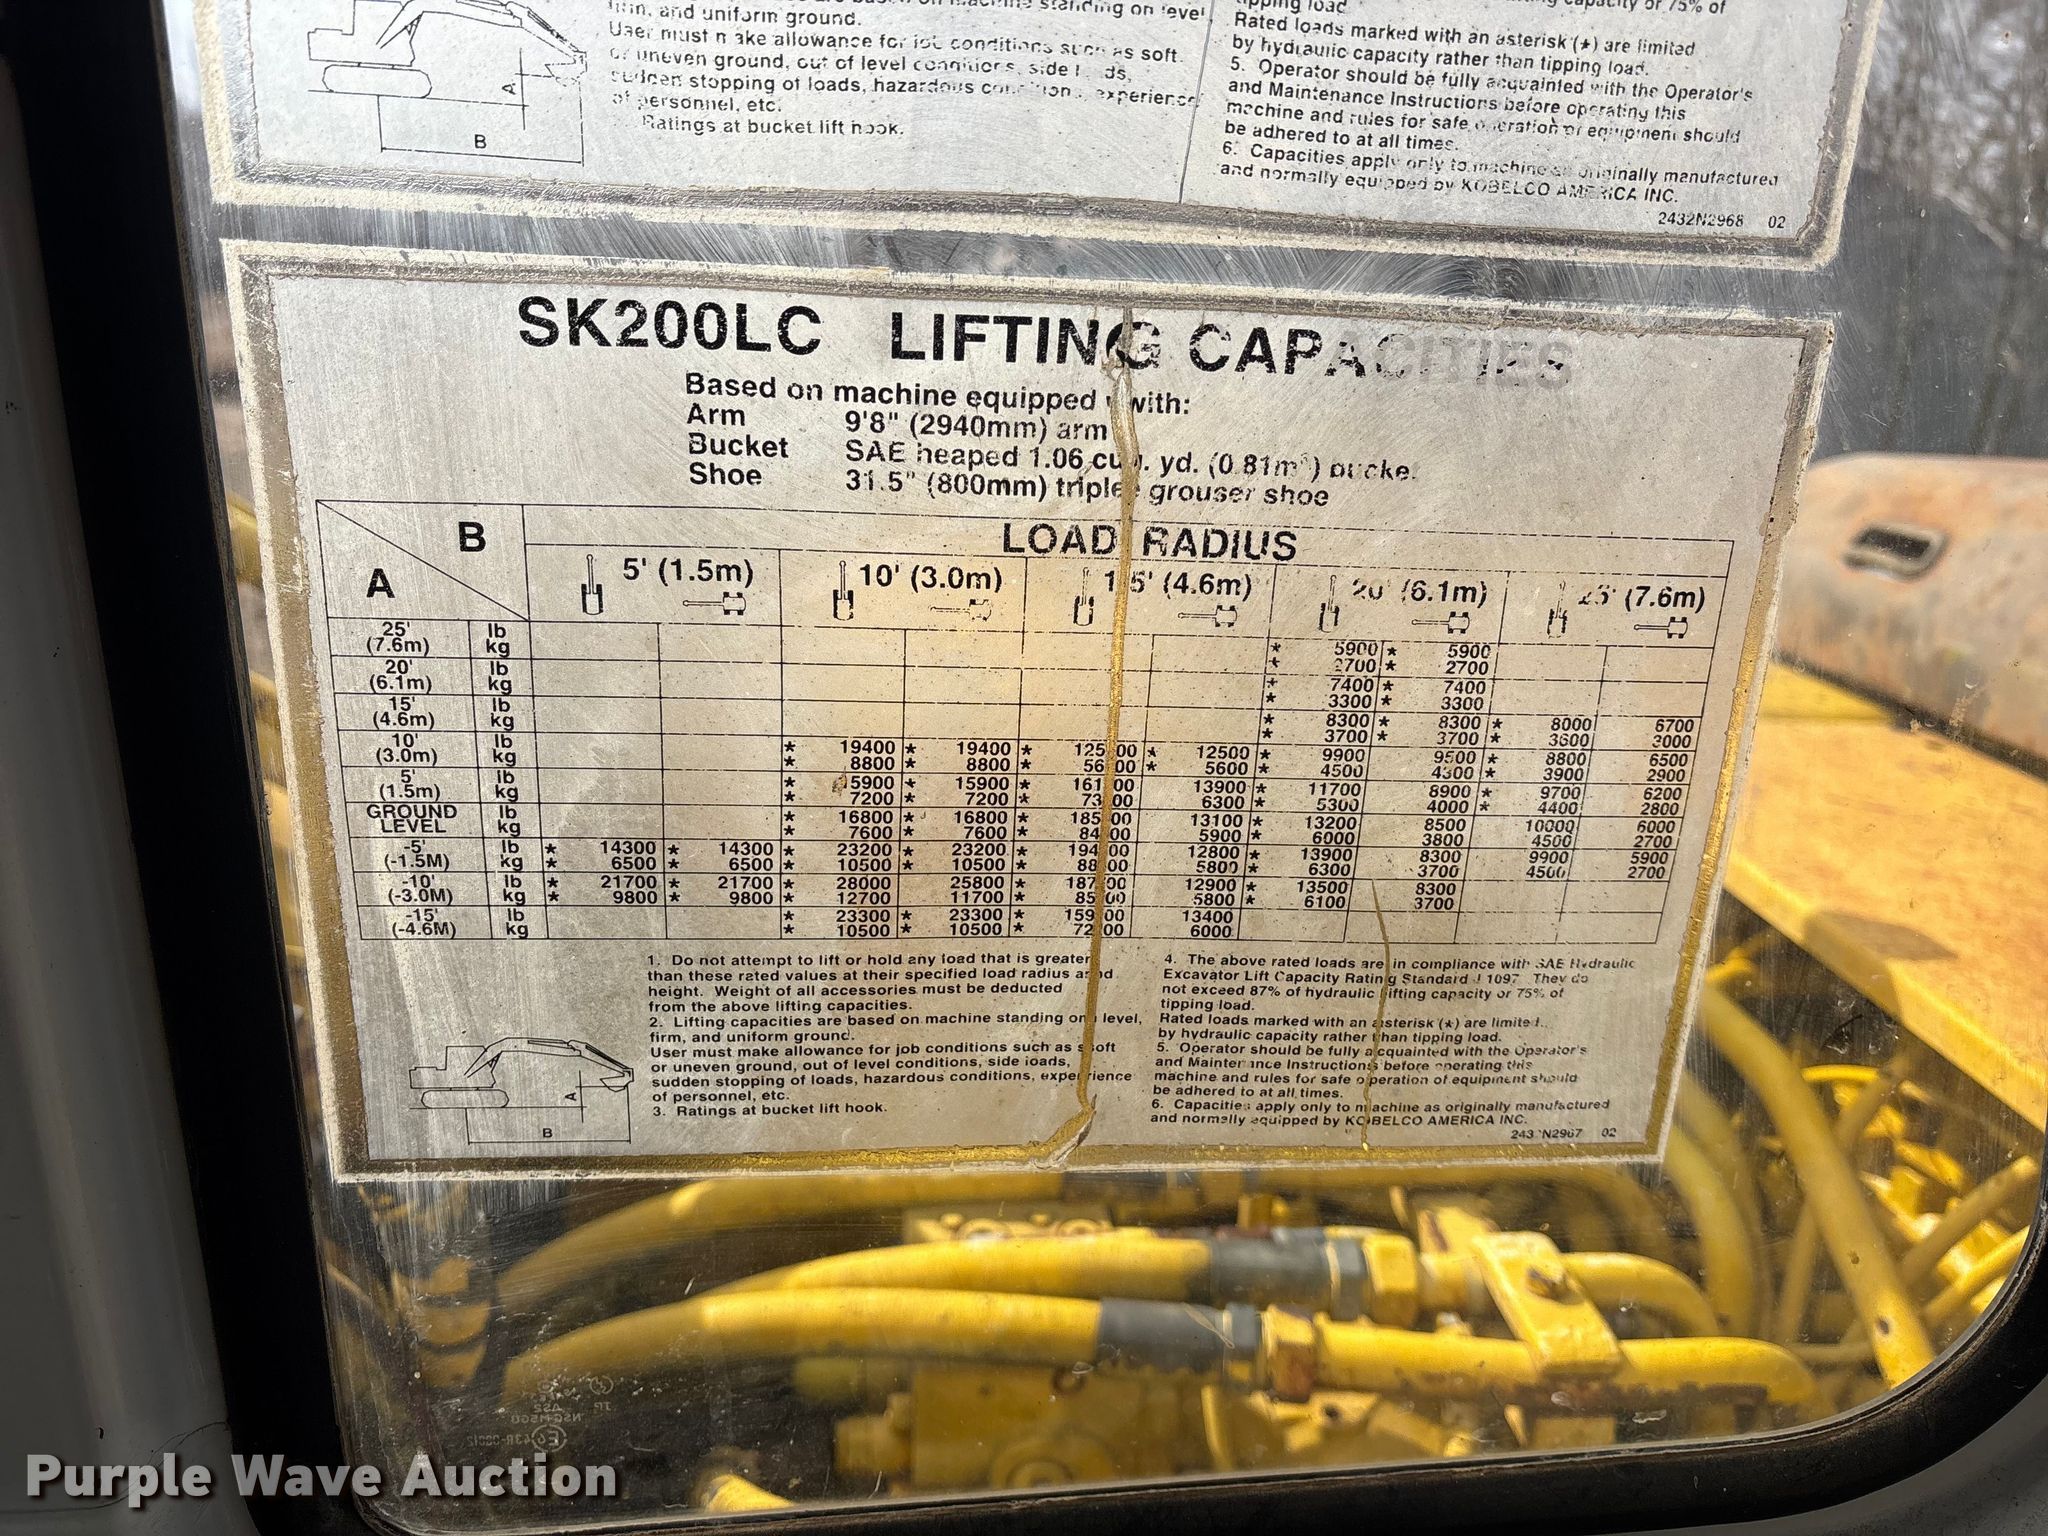 firm, and uniform ground.
User must make allowance for job conditions such as soft
or uneven ground, out of level conditions, side
sudden stopping of loads, hazardous experience
of personnel, etc.
Ratings at bucket lift hook.
A
B
capacity or 75% of
tipping load.
Rated loads marked with an asterisk (★) are limited
by hydraulic capacity rather than tipping load.
5. Operator should be fully acquainted with the Operator's
and Maintenance Instructions before operating this
machine and rules for safe operation of equipment should
be adhered to at all times.
6. Capacities apply only to machine as originally manufactured
and normally equipped by KOBELCO AMERICA INC.
2432N2968 02
SK200LC LIFTING CAPACITIES
Based on machine equipped with:
Arm 9'8" (2940mm) arm
Bucket SAE heaped 1.06 cu. yd. (0.81m³) bucket
Shoe 31.5" (800mm) triple grouser shoe
A B LOAD RADIUS
5' (1.5m) 10' (3.0m) 15' (4.6m) 20' (6.1m) 25' (7.6m)
25' lb ★ 5900 ★ 5900
(7.6m) kg ★ 2700 ★ 2700
20' lb ★ 7400 ★ 7400
(6.1m) kg ★ 3300 ★ 3300
15' lb ★ 8300 ★ 8300 ★ 8000 6700
(4.6m) kg ★ 3700 ★ 3700 ★ 3600 3000
10' lb ★ 19400 ★ 19400 ★ 12500 ★ 12500 ★ 9900 9500 ★ 8800 6500
(3.0m) kg ★ 8800 ★ 8800 ★ 5600 ★ 5600 ★ 4500 4300 ★ 3900 2900
5' lb ★ 15900 ★ 15900 ★ 16100 13900 ★ 11700 8900 ★ 9700 6200
(1.5m) kg ★ 7200 ★ 7200 ★ 7300 6300 ★ 5300 4000 ★ 4400 2800
GROUND lb ★ 16800 ★ 16800 ★ 18500 13100 ★ 13200 8500 10000 6000
LEVEL kg ★ 7600 ★ 7600 ★ 8400 5900 ★ 6000 3800 4500 2700
-5' lb ★ 14300 ★ 14300 ★ 23200 ★ 23200 ★ 19400 12800 ★ 13900 8300 9900 5900
(-1.5M) kg ★ 6500 ★ 6500 ★ 10500 ★ 10500 ★ 8800 5800 ★ 6300 3700 4500 2700
-10' lb ★ 21700 ★ 21700 ★ 28000 25800 ★ 18700 12900 ★ 13500 8300
(-3.0M) kg ★ 9800 ★ 9800 ★ 12700 11700 ★ 8500 5800 ★ 6100 3700
-15' lb ★ 23300 ★ 23300 ★ 15900 13400
(-4.6M) kg ★ 10500 ★ 10500 ★ 7200 6000
1. Do not attempt to lift or hold any load that is greater
than these rated values at their specified load radius and
height. Weight of all accessories must be deducted
from the above lifting capacities.
2. Lifting capacities are based on machine standing on level,
firm, and uniform ground.
User must make allowance for job conditions such as soft
or uneven ground, out of level conditions, side loads,
sudden stopping of loads, hazardous conditions, experience
of personnel, etc.
3. Ratings at bucket lift hook.
A
B
4. The above rated loads are in compliance with SAE Hydraulic
Excavator Lift Capacity Rating Standard J 1097. They do
not exceed 87% of hydraulic lifting capacity or 75% of
tipping load.
Rated loads marked with an asterisk (★) are limited
by hydraulic capacity rather than tipping load.
5. Operator should be fully acquainted with the Operator's
and Maintenance Instructions before operating this
machine and rules for safe operation of equipment should
be adhered to at all times.
6. Capacities apply only to machine as originally manufactured
and normally equipped by KOBELCO AMERICA INC.
2432N2967 02
Purple Wave Auction